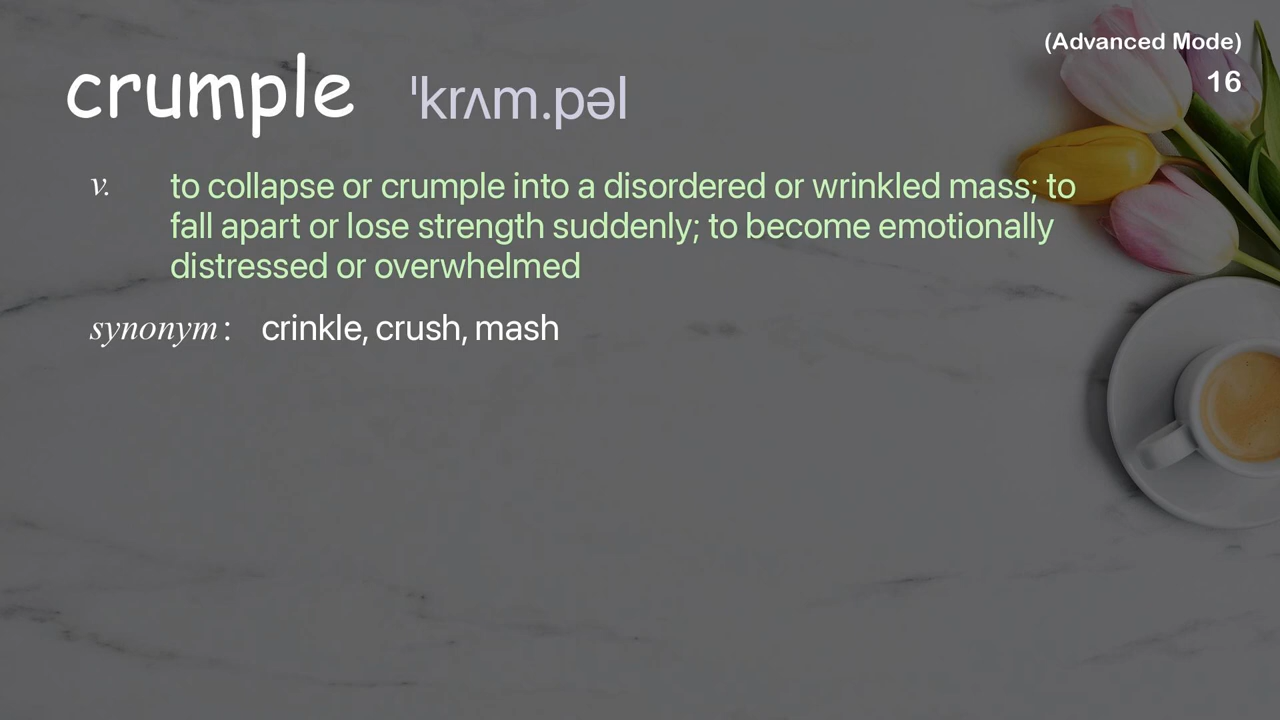 (Advanced Mode)
16
crumple ˈkrʌm.pəl
v. to collapse or crumple into a disordered or wrinkled mass; to
fall apart or lose strength suddenly; to become emotionally
distressed or overwhelmed
synonym: crinkle, crush, mash